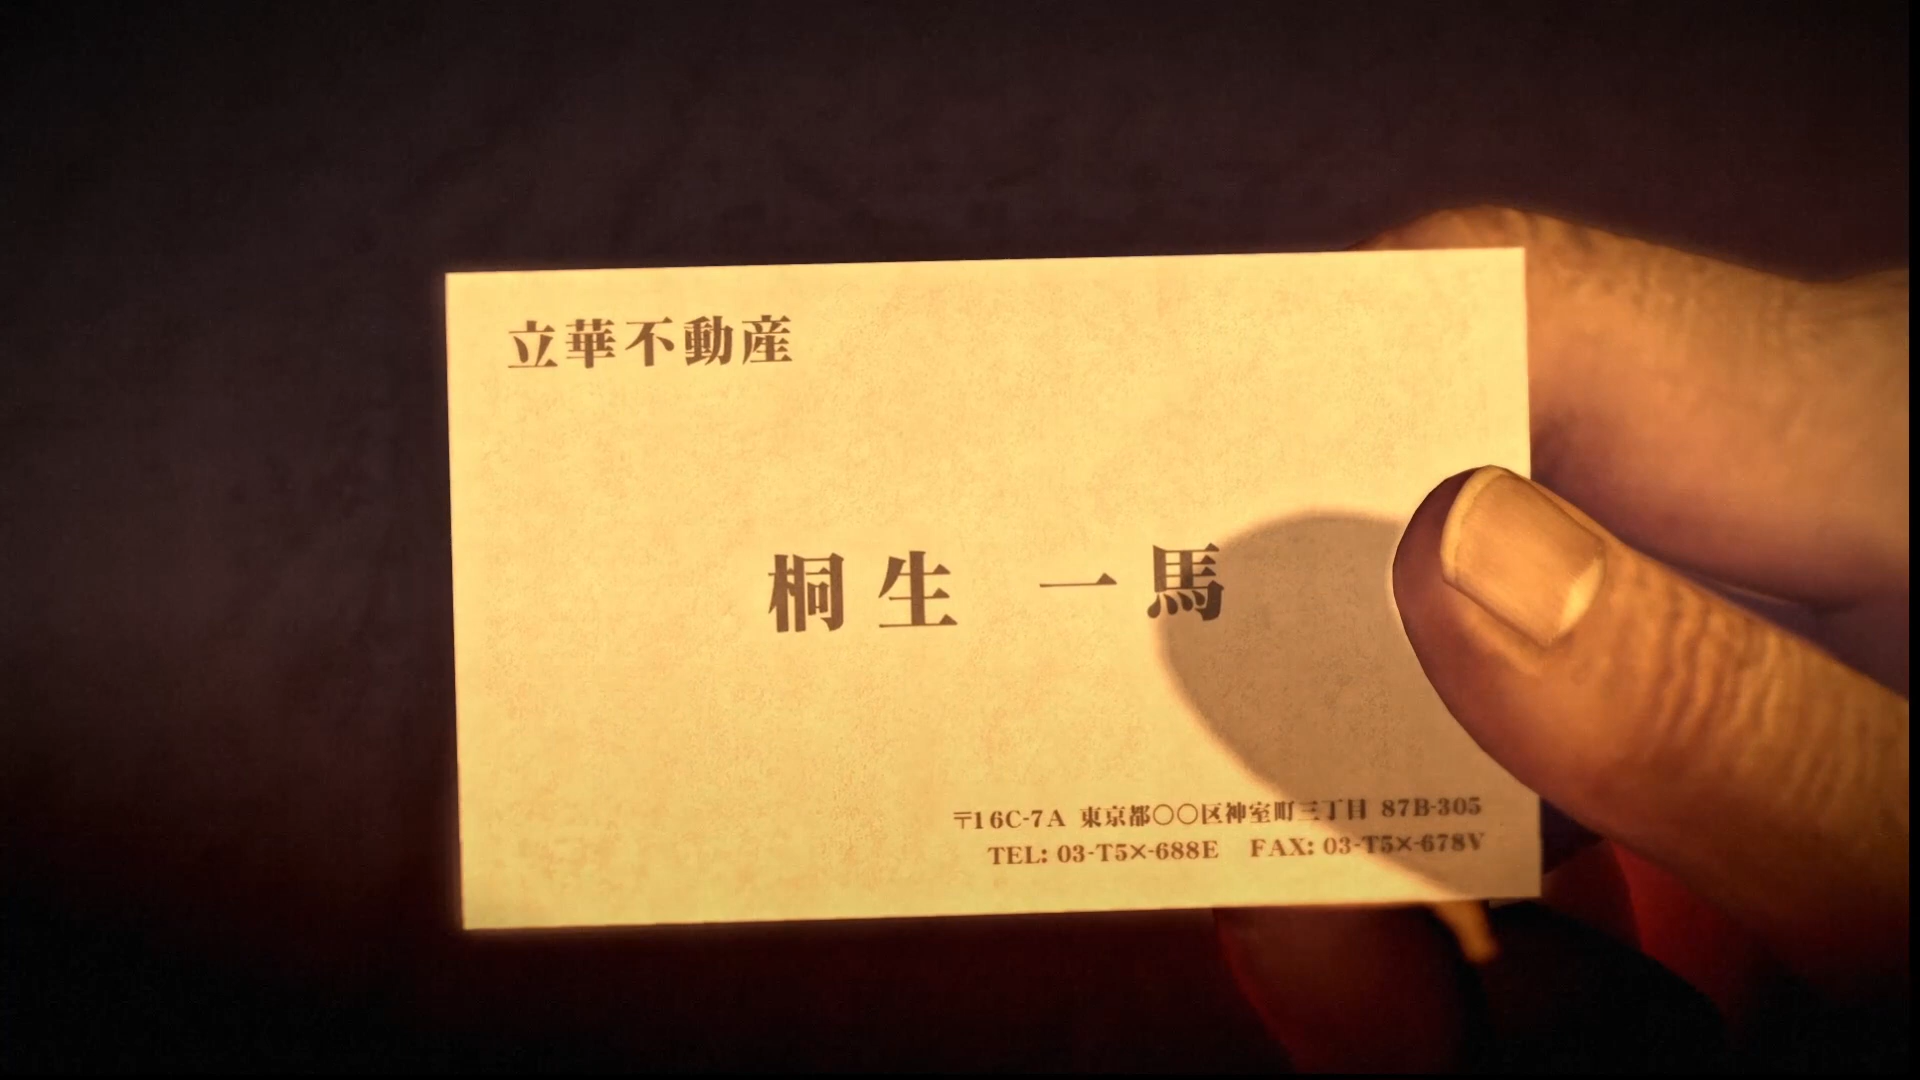 立華不動産
桐生 一馬
〒16C-7A 東京都〇〇区神室町三丁目 87B-305
TEL: 03-T5×-688E FAX: 03-T5×-678V